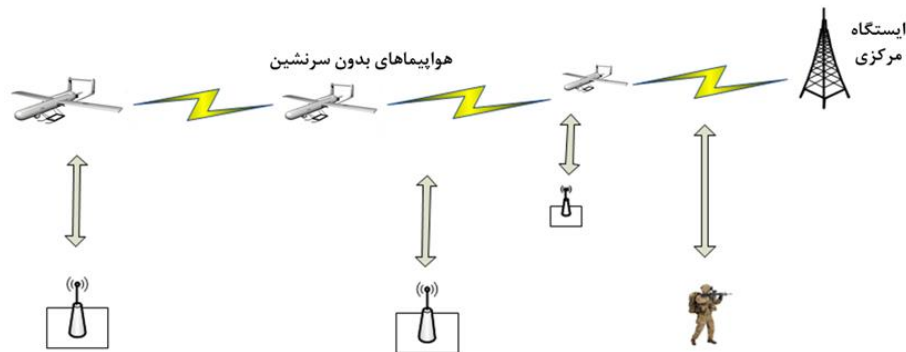 ایستگاه
مرکزی
هواپیماهای بدون سرنشین